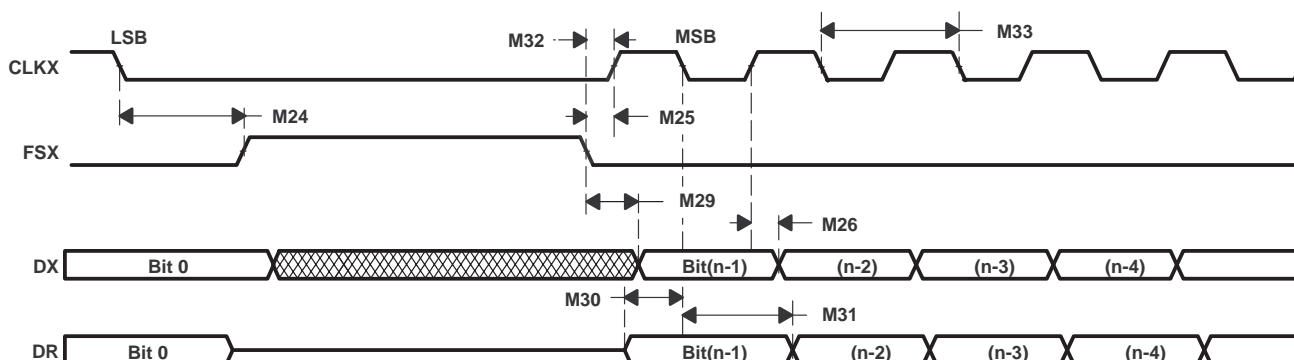 LSB M32 MSB M33
CLKX
M24 M25
FSX
M29
M26
DX Bit 0 Bit(n-1) (n-2) (n-3) (n-4)
M30
M31
DR Bit 0 Bit(n-1) (n-2) (n-3) (n-4)